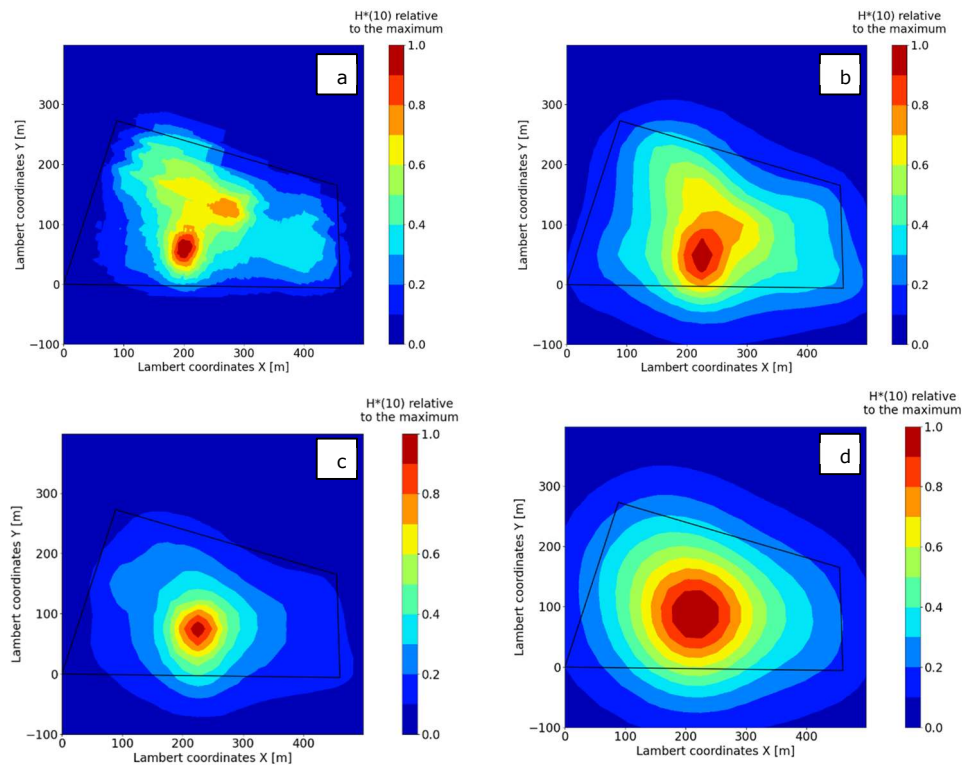 H*(10) relative
to the maximum
a
1.0
0.8
0.6
0.4
0.2
0.0
Lambert coordinates Y [m]
300
200
100
0
−100
0 100 200 300 400
Lambert coordinates X [m]
H*(10) relative
to the maximum
b
1.0
0.8
0.6
0.4
0.2
0.0
Lambert coordinates Y [m]
300
200
100
0
−100
0 100 200 300 400
Lambert coordinates X [m]
H*(10) relative
to the maximum
c
1.0
0.8
0.6
0.4
0.2
0.0
Lambert coordinates Y [m]
300
200
100
0
−100
0 100 200 300 400
Lambert coordinates X [m]
H*(10) relative
to the maximum
d
1.0
0.8
0.6
0.4
0.2
0.0
Lambert coordinates Y [m]
300
200
100
0
−100
0 100 200 300 400
Lambert coordinates X [m]